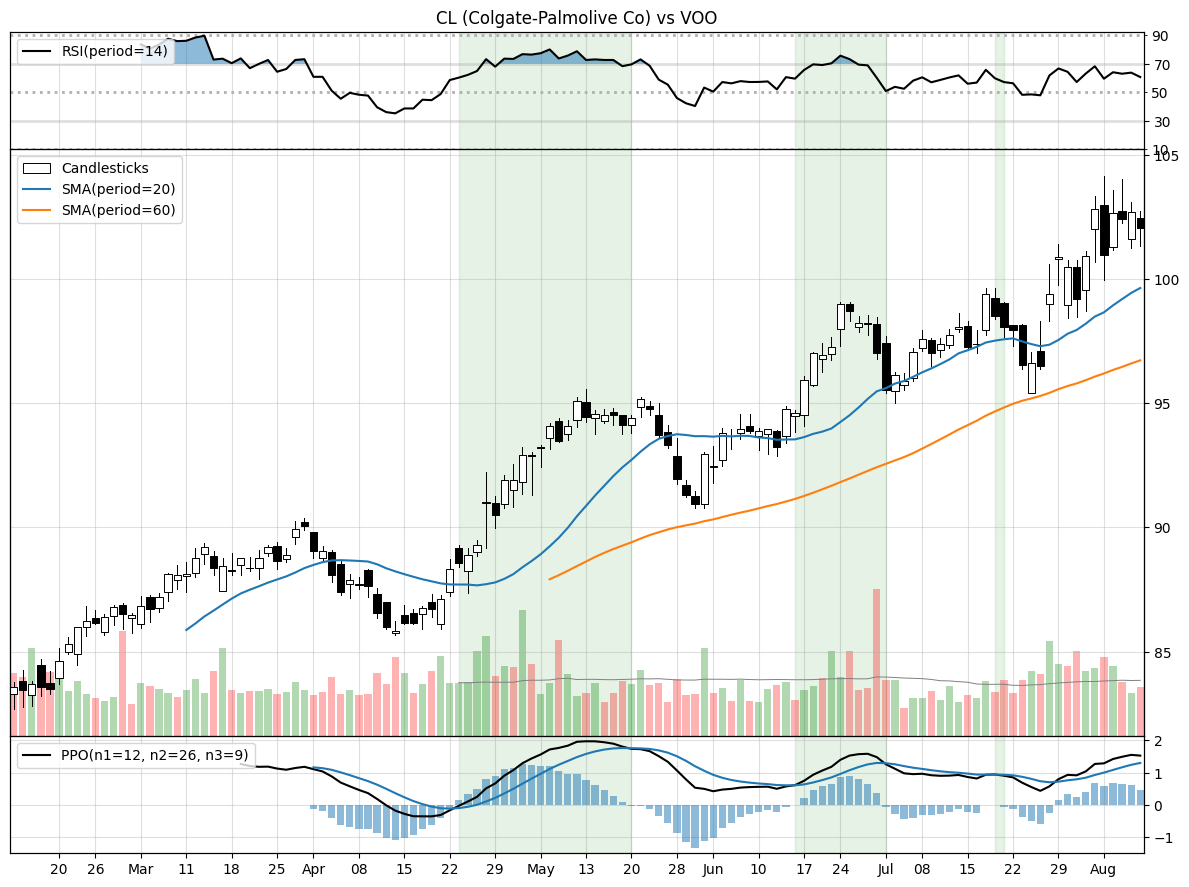 CL (Colgate-Palmolive Co) vs VOO
RSI(period=14)
90
70
50
30
10
Candlesticks
SMA(period=20)
SMA(period=60)
105
100
95
90
85
PPO(n1=12, n2=26, n3=9)
2
1
0
−1
20 26 Mar 11 18 25 Apr 08 15 22 29 May 13 20 28 Jun 10 17 24 Jul 08 15 22 29 Aug